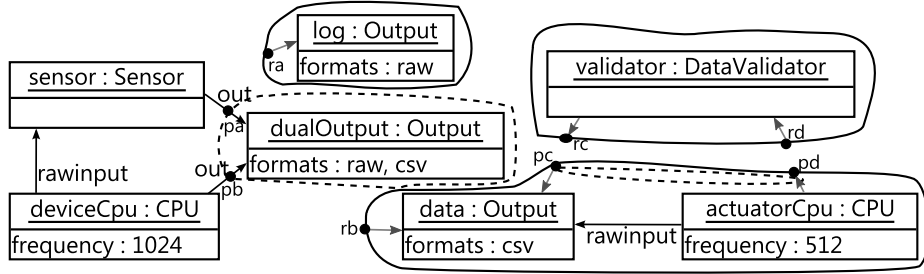 log : Output
formats : raw
ra
sensor : Sensor
validator : DataValidator
out
pa
dualOutput : Output
formats : raw, csv
rc
rd
out
pb
rawinput
pc
pd
deviceCpu : CPU
frequency : 1024
data : Output
formats : csv
rb
rawinput
actuatorCpu : CPU
frequency : 512